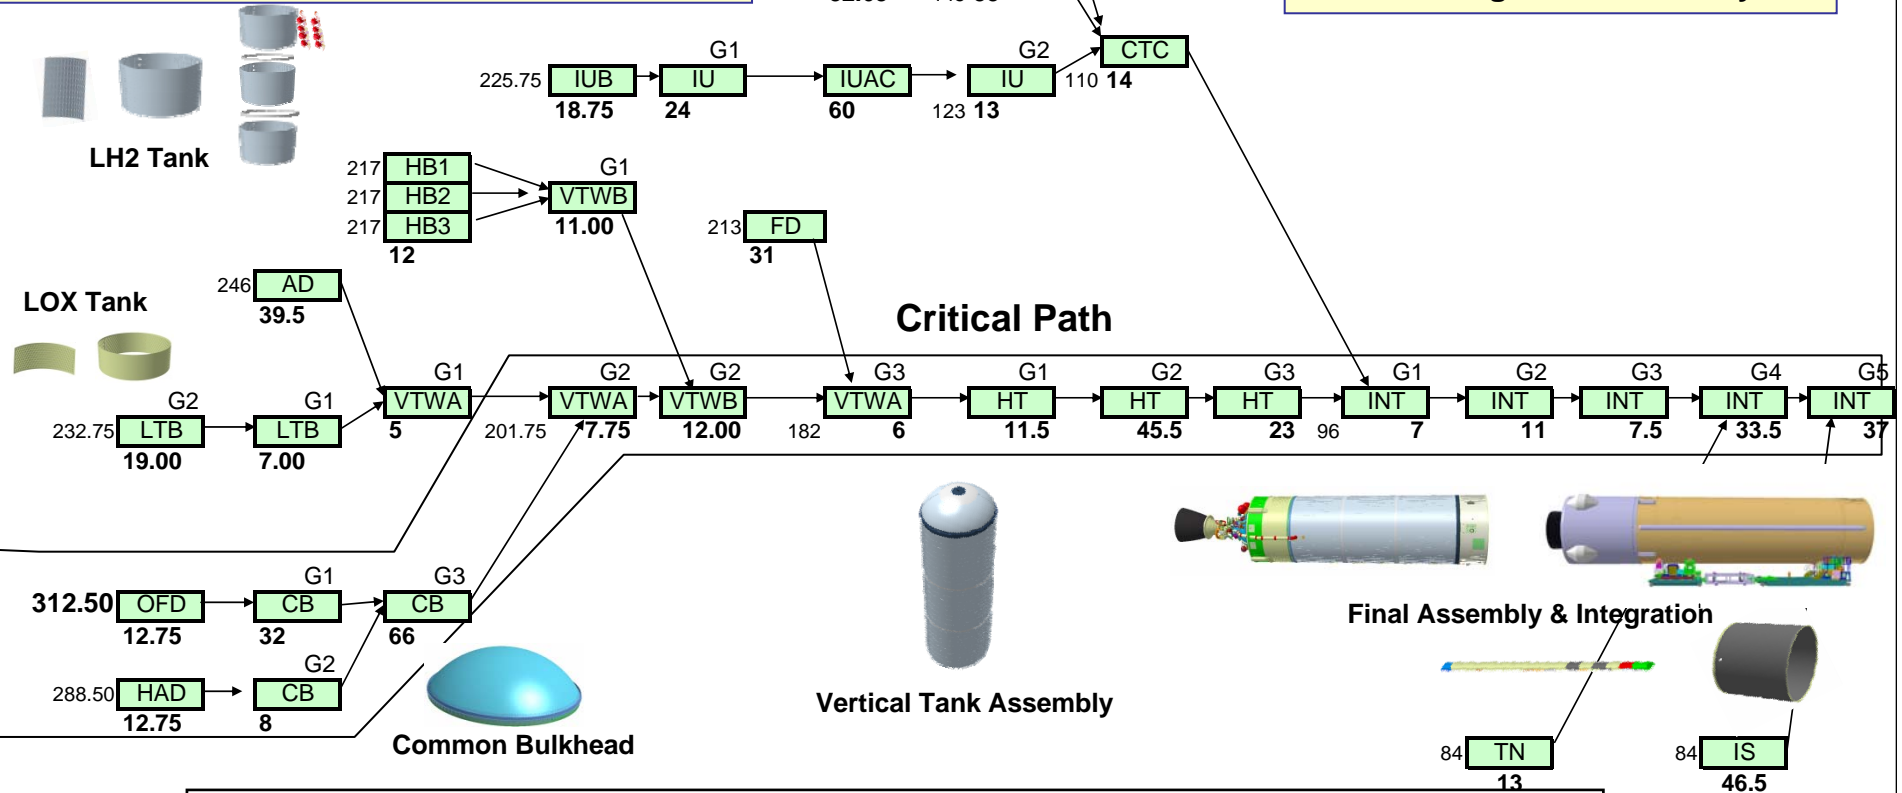 G1
G2
CTC
225.75
IUB
IU
IUAC
IU
110
14
18.75
24
60
123
13
LH2 Tank
217
HB1
G1
217
HB2
VTWB
217
HB3
11.00
213
FD
12
31
246
AD
LOX Tank
39.5
Critical Path
G1
G2
G2
G3
G1
G2
G3
G1
G2
G3
G4
G5
G2
G1
VTWA
VTWA
VTWB
VTWA
HT
HT
HT
INT
INT
INT
INT
INT
232.75
LTB
LTB
5
201.75
7.75
12.00
182
6
11.5
45.5
23
96
7
11
7.5
33.5
37
19.00
7.00
G1
G3
312.50
OFD
CB
CB
12.75
32
66
Final Assembly & Integration
G2
288.50
HAD
CB
12.75
8
Vertical Tank Assembly
Common Bulkhead
84
TN
84
IS
13
46.5